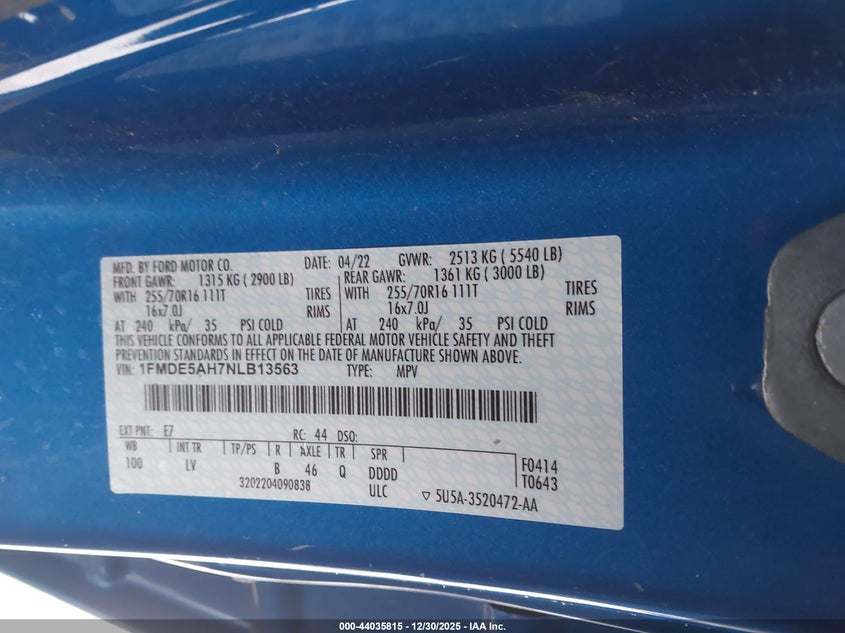 MFD. BY FORD MOTOR CO. DATE: 04/22 GVWR: 2513 KG ( 5540 LB)
FRONT GAWR: 1315 KG ( 2900 LB) REAR GAWR: 1361 KG ( 3000 LB)
WITH 255/70R16 111T TIRES WITH 255/70R16 111T TIRES
16x7.0J RIMS 16x7.0J RIMS
AT 240 kPa/ 35 PSI COLD AT 240 kPa/ 35 PSI COLD
THIS VEHICLE CONFORMS TO ALL APPLICABLE FEDERAL MOTOR VEHICLE SAFETY AND THEFT
PREVENTION STANDARDS IN EFFECT ON THE DATE OF MANUFACTURE SHOWN ABOVE.
VIN: 1FMDE5AH7NLB13563 TYPE: MPV
EXT PNT: E7 RC: 44 DSO:
WB INT TR TP/PS R AXLE TR SPR F0414
100 LV B 46 Q DDDD T0643
3202204090838 ULC ▽ 5U5A-3520472-AA
000-44035815 - 12/30/2025 - IAA Inc.